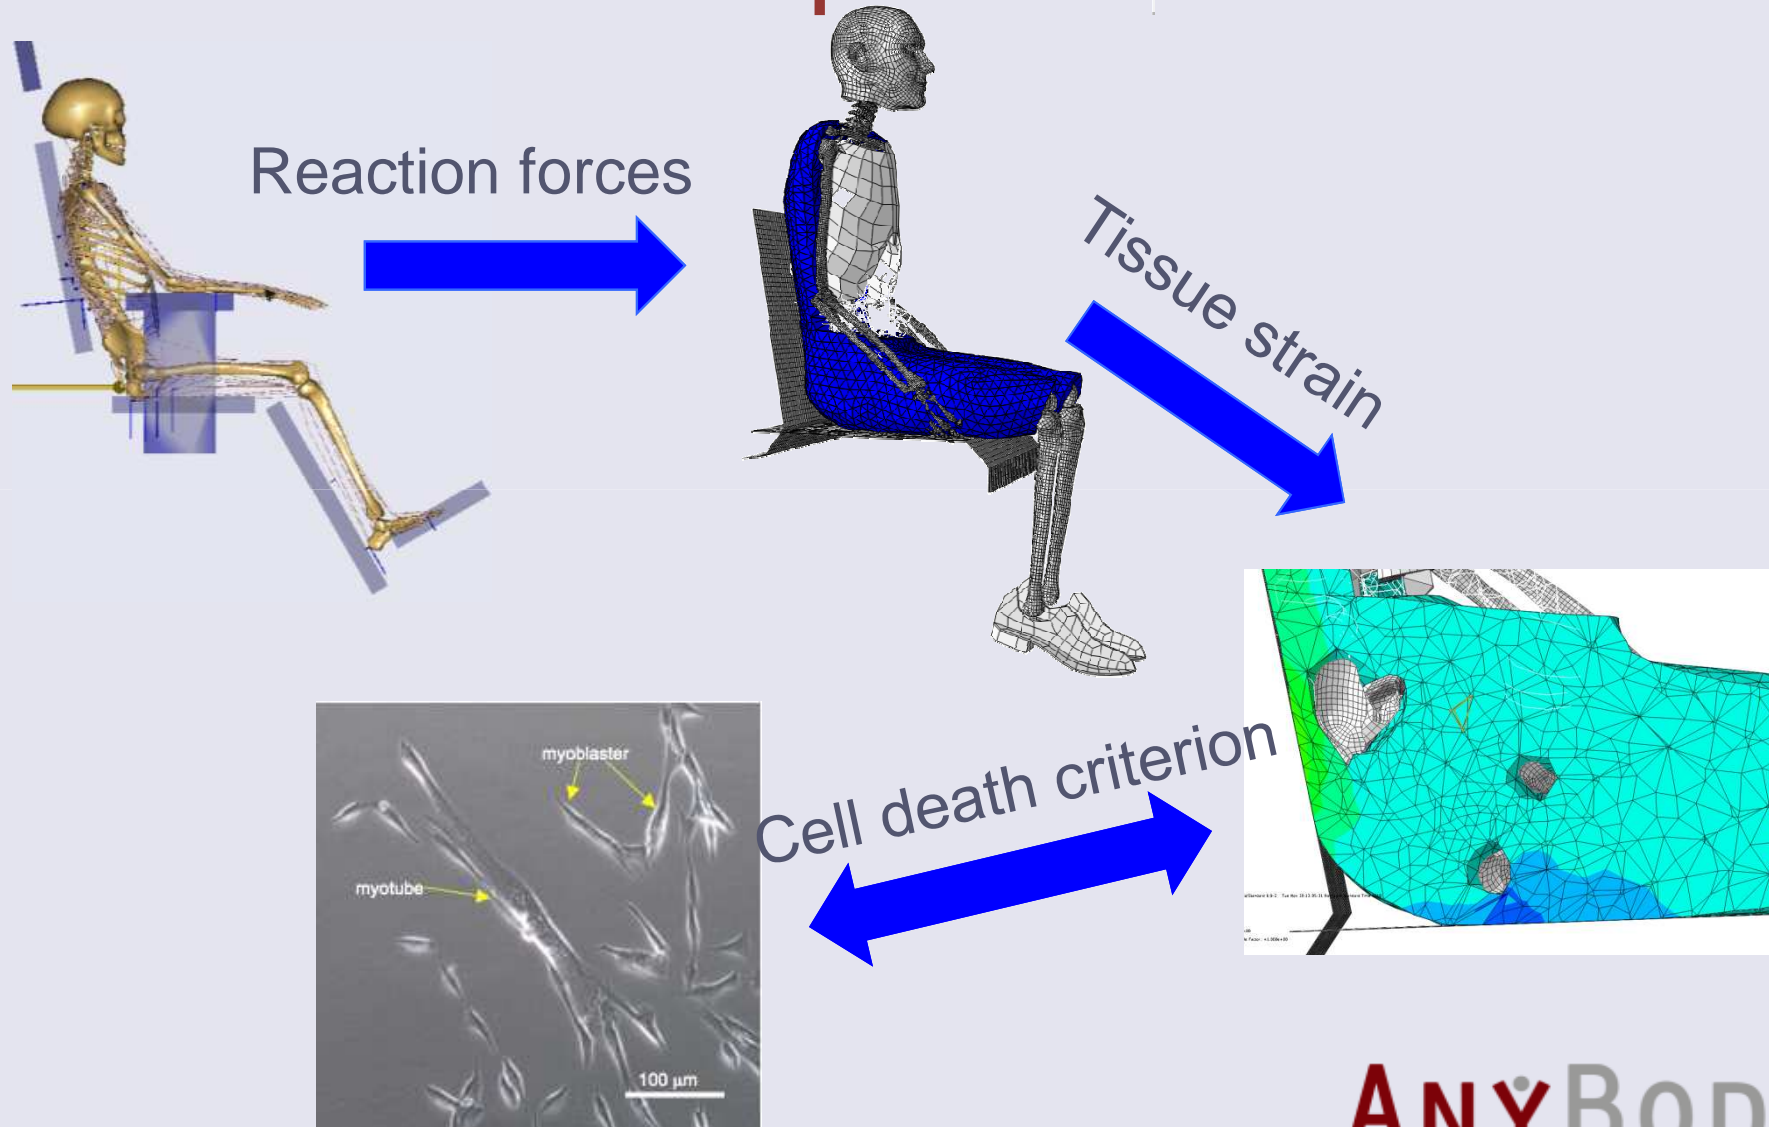 Reaction forces
Tissue strain
myoblaster
Cell death criterion
myotube
100 µm
ANYBOD